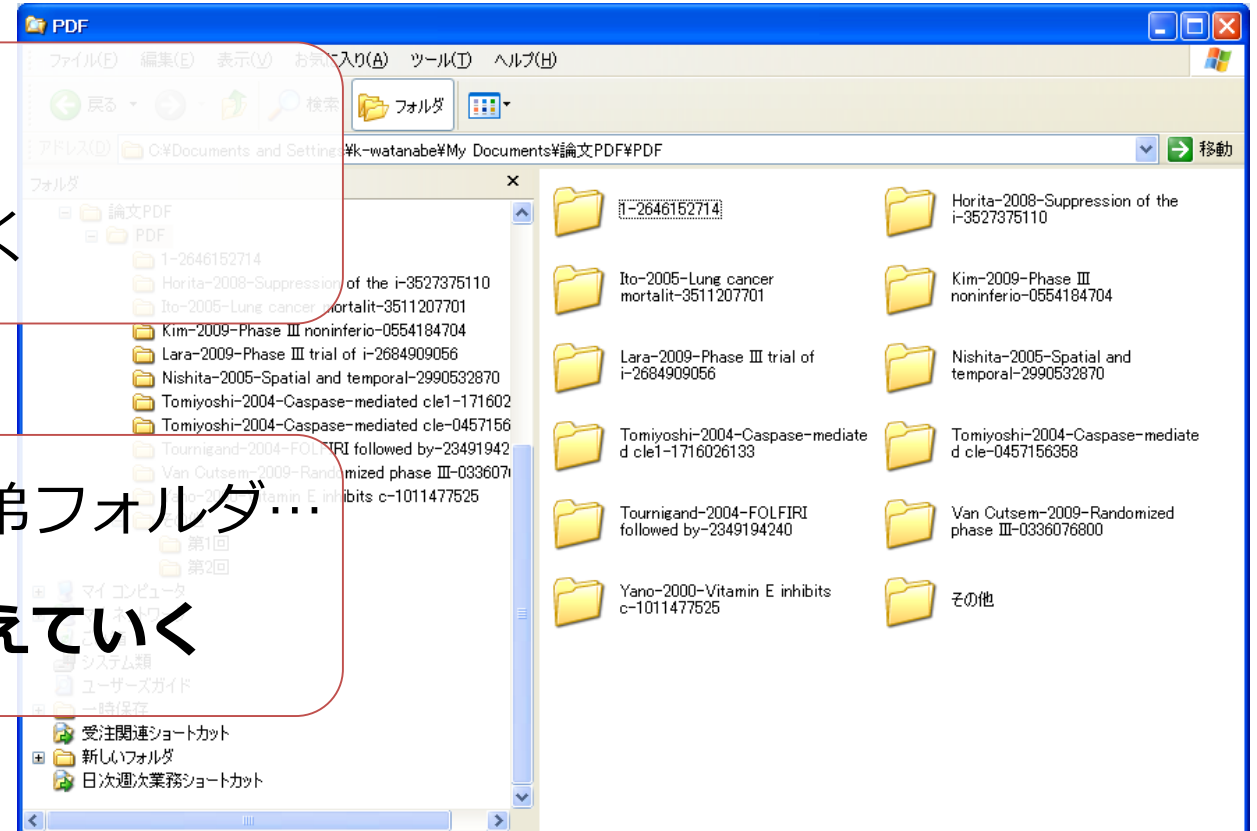 PDF
ファイル(F) 編集(E) 表示(V) お気に入り(A) ツール(T) ヘルプ(H)
戻る 検索 フォルダ
アドレス(D) C:¥Documents and Settings¥k-watanabe¥My Documents¥論文PDF¥PDF 移動
フォルダ ×
論文PDF
PDF
1-2646152714
Horita-2008-Suppression of the i-3527375110
Ito-2005-Lung cancer mortalit-3511207701
Kim-2009-Phase Ⅲ noninferio-0554184704
Lara-2009-Phase Ⅲ trial of i-2684909056
Nishita-2005-Spatial and temporal-2990532870
Tomiyoshi-2004-Caspase-mediated cle1-171602
Tomiyoshi-2004-Caspase-mediated cle-0457156
Tournigand-2004-FOLFIRI followed by-23491942
Van Cutsem-2009-Randomized phase Ⅲ-033607
Yano-2000-Vitamin E inhibits c-1011477525
その他
第1回
第2回
マイ コンピュータ
システム類
ユーザーズガイド
一時保存
受注関連ショートカット
新しいフォルダ
日次週次業務ショートカット
く
弟フォルダ…
えていく
1-2646152714
Horita-2008-Suppression of the
i-3527375110
Ito-2005-Lung cancer
mortalit-3511207701
Kim-2009-Phase Ⅲ
noninferio-0554184704
Lara-2009-Phase Ⅲ trial of
i-2684909056
Nishita-2005-Spatial and
temporal-2990532870
Tomiyoshi-2004-Caspase-mediate
d cle1-1716026133
Tomiyoshi-2004-Caspase-mediate
d cle-0457156358
Tournigand-2004-FOLFIRI
followed by-2349194240
Van Cutsem-2009-Randomized
phase Ⅲ-0336076800
Yano-2000-Vitamin E inhibits
c-1011477525
その他